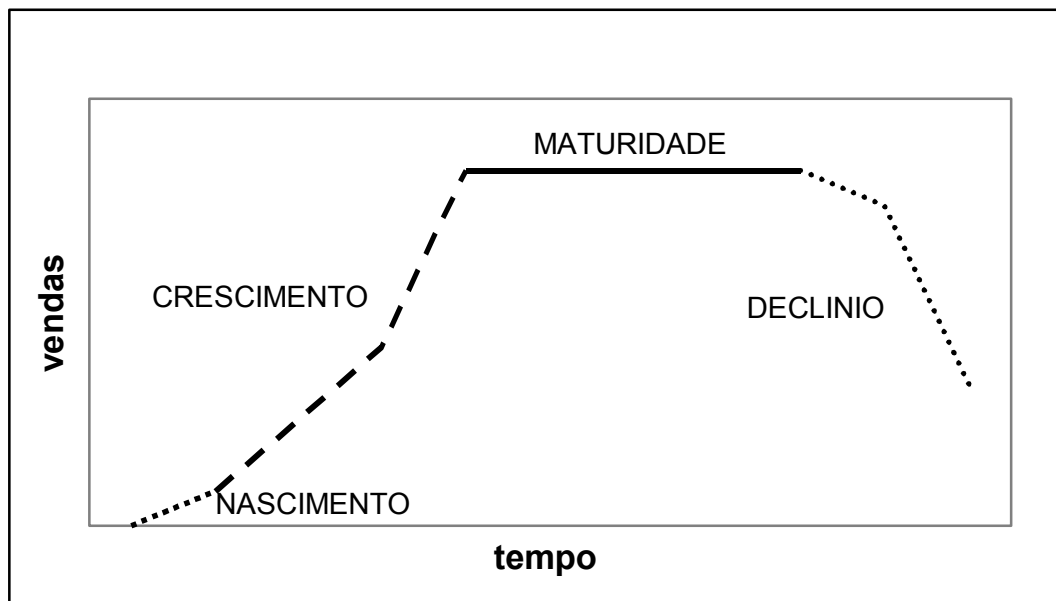 MATURIDADE
CRESCIMENTO
DECLINIO
NASCIMENTO
vendas
tempo